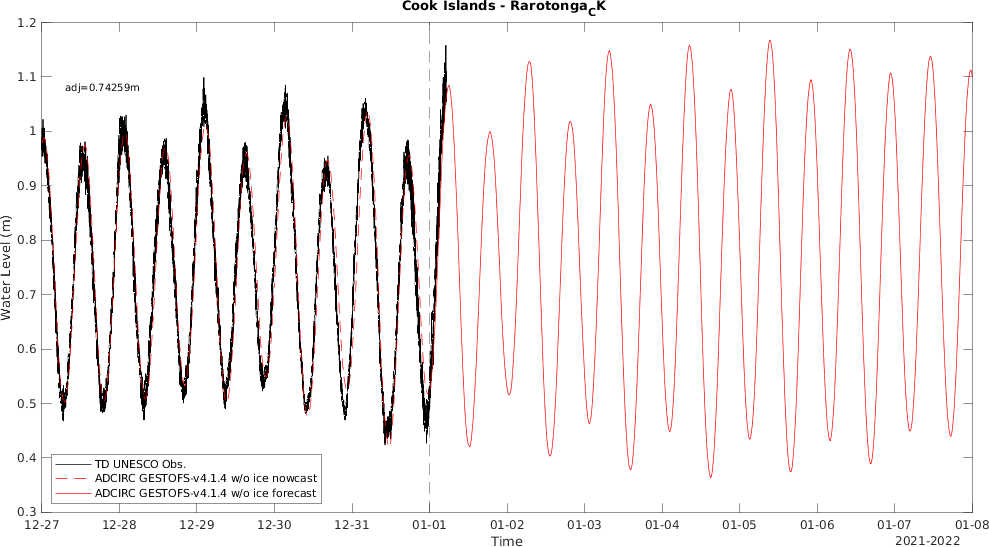 Cook Islands - Rarotonga_CK
1.2
1.1
1
0.9
0.8
0.7
0.6
0.5
0.4
0.3
Water Level (m)
adj=0.74259m
TD UNESCO Obs.
ADCIRC GESTOFS-v4.1.4 w/o ice nowcast
ADCIRC GESTOFS-v4.1.4 w/o ice forecast
12-27 12-28 12-29 12-30 12-31 01-01 01-02 01-03 01-04 01-05 01-06 01-07 01-08
Time
2021-2022